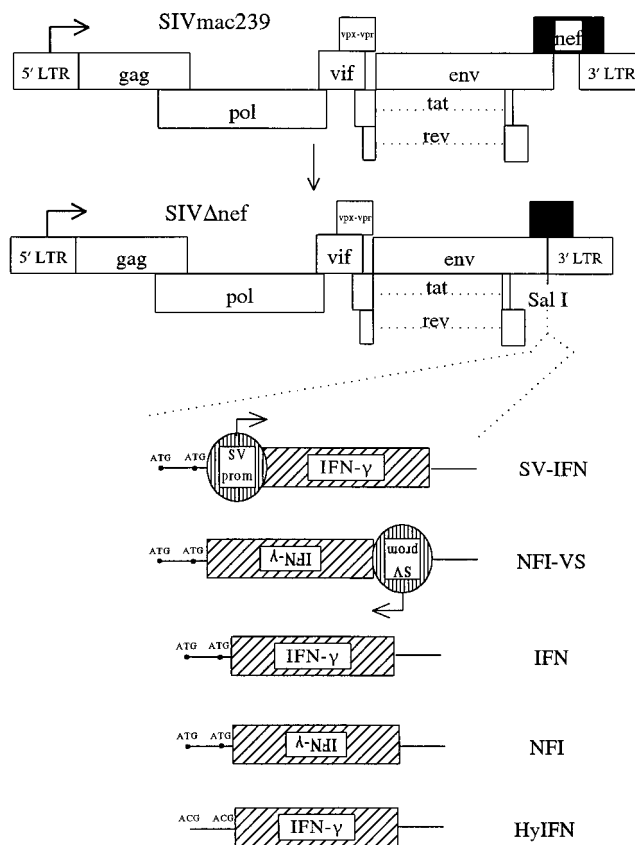 SIVmac239
vpx-vpr
nef
5' LTR
gag
vif
env
3' LTR
pol
tat
rev
SIVΔnef
vpx-vpr
5' LTR
gag
vif
env
3' LTR
pol
tat
rev
Sal I
ATG ATG
SV prom
IFN-γ
SV-IFN
ATG ATG
IFN-γ
SV prom
NFI-VS
ATG ATG
IFN-γ
IFN
ATG ATG
IFN-γ
NFI
ACG ACG
IFN-γ
HyIFN